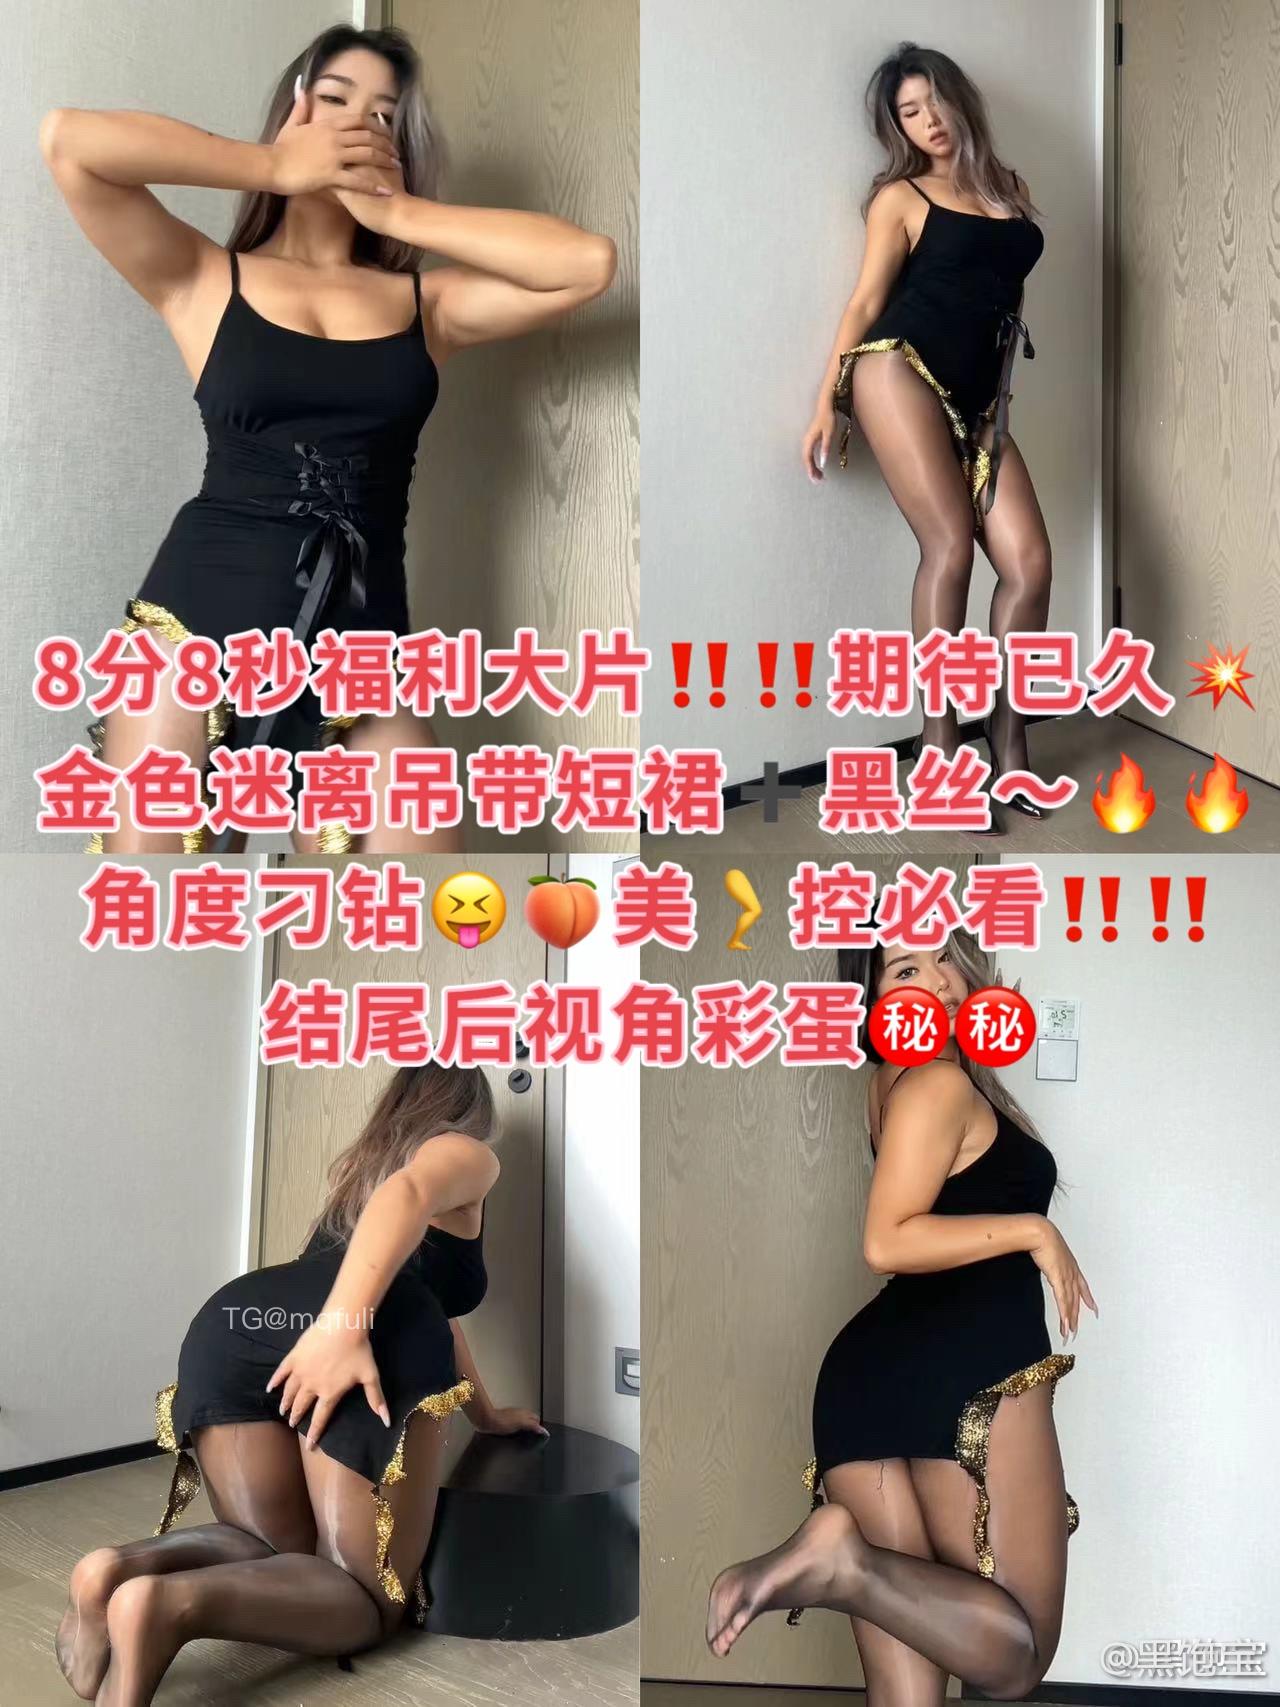 8分8秒福利大片‼️‼️期待已久💥
金色迷离吊带短裙➕黑丝～🔥🔥
角度刁钻😝🍑美🦵控必看‼️‼️
结尾后视角彩蛋㊙️㊙️
TG@mqfuli
@黑饱宝